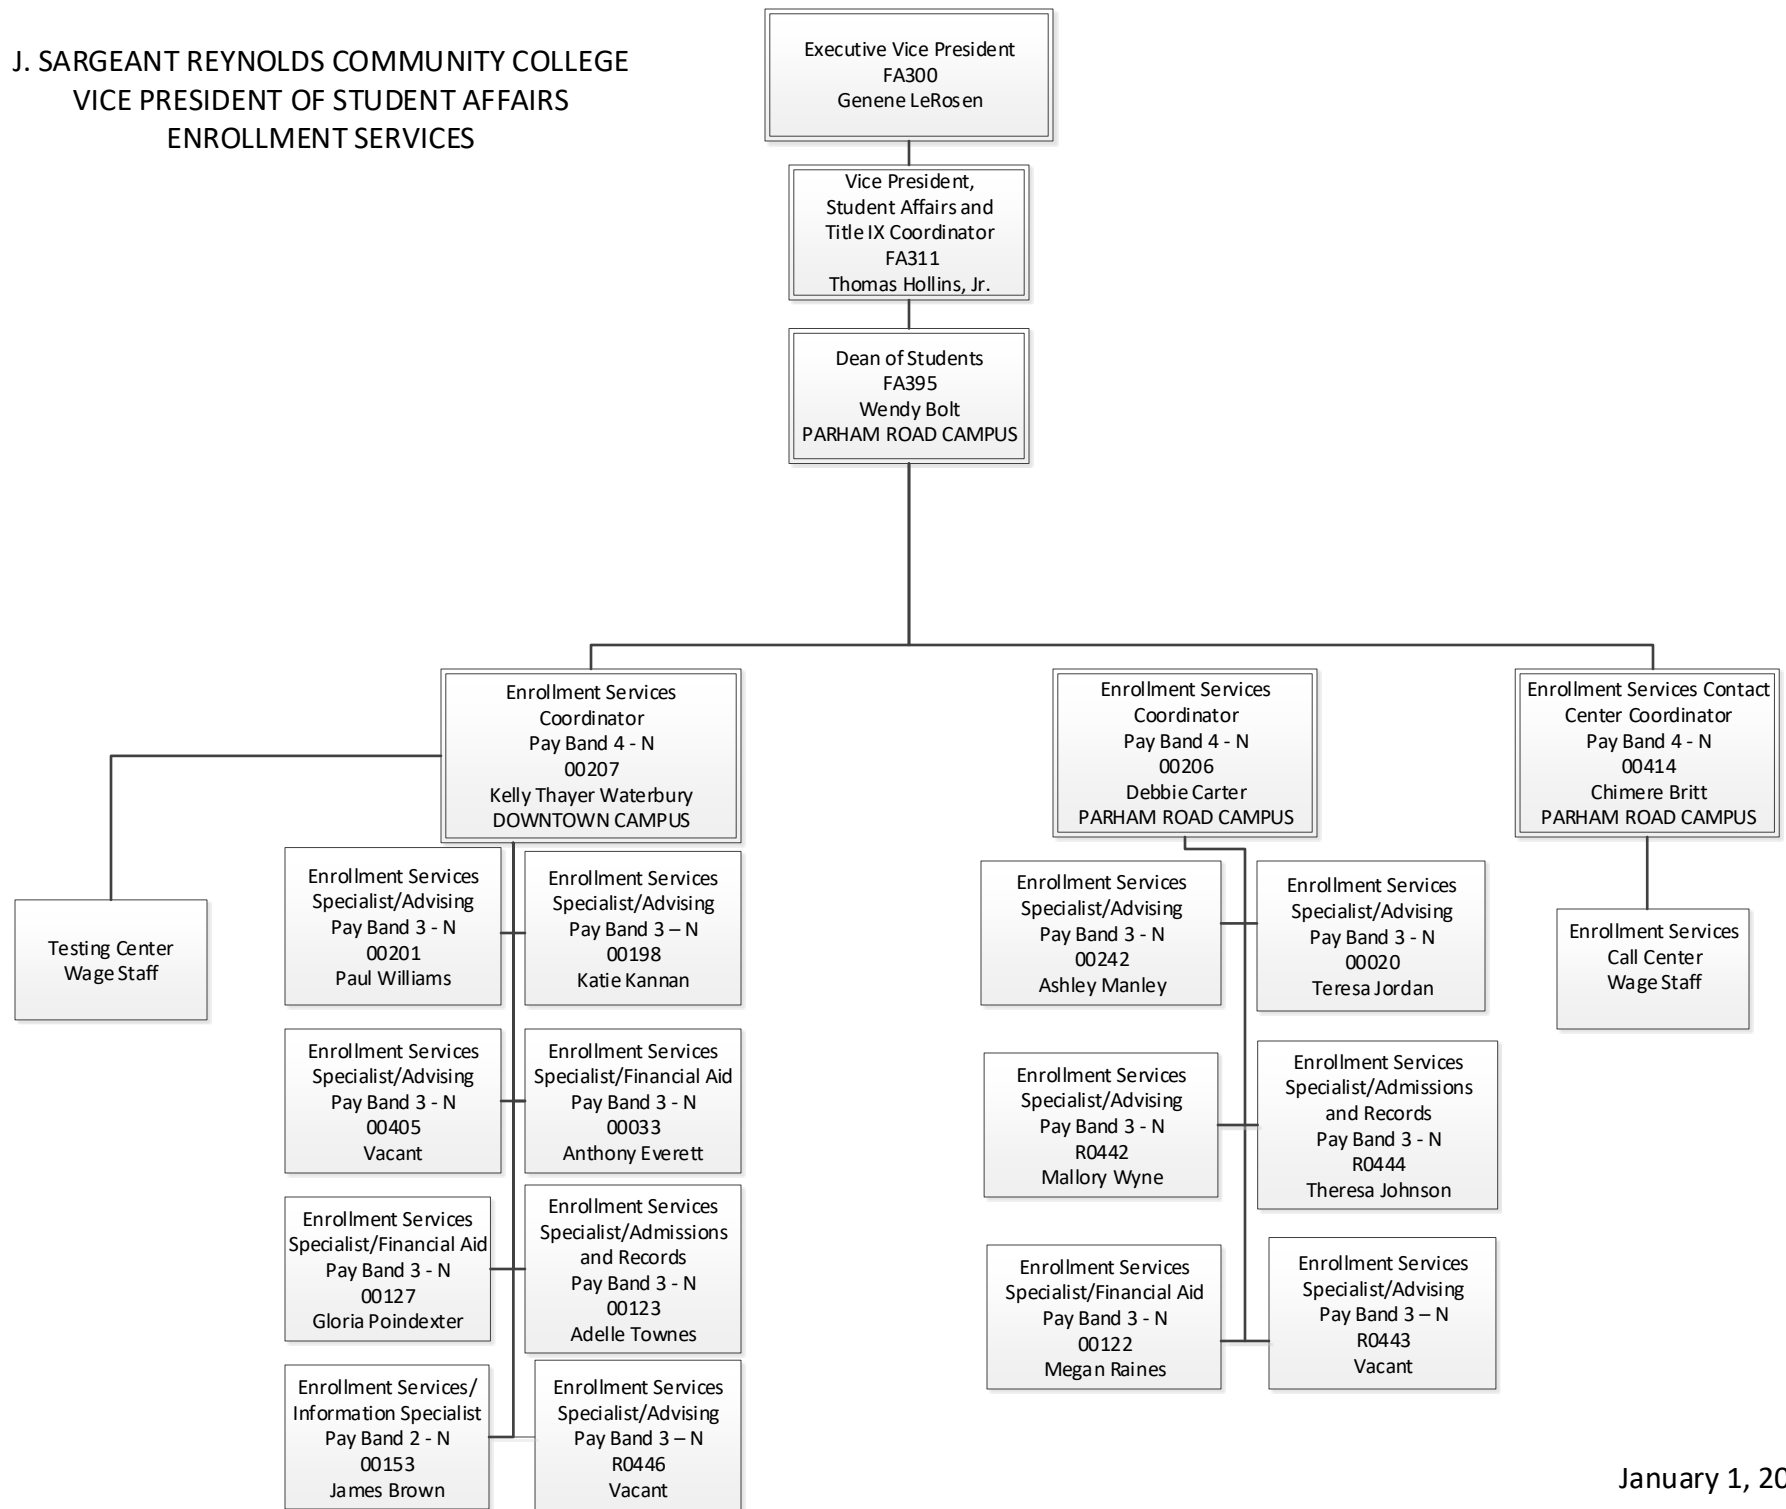 J. SARGEANT REYNOLDS COMMUNITY COLLEGE
VICE PRESIDENT OF STUDENT AFFAIRS
ENROLLMENT SERVICES
Executive Vice President
FA300
Genene LeRosen
Vice President,
Student Affairs and
Title IX Coordinator
FA311
Thomas Hollins, Jr.
Dean of Students
FA395
Wendy Bolt
PARHAM ROAD CAMPUS
Enrollment Services
Coordinator
Pay Band 4 - N
00207
Kelly Thayer Waterbury
DOWNTOWN CAMPUS
Enrollment Services
Coordinator
Pay Band 4 - N
00206
Debbie Carter
PARHAM ROAD CAMPUS
Enrollment Services Contact
Center Coordinator
Pay Band 4 - N
00414
Chimere Britt
PARHAM ROAD CAMPUS
Testing Center
Wage Staff
Enrollment Services
Specialist/Advising
Pay Band 3 - N
00201
Paul Williams
Enrollment Services
Specialist/Advising
Pay Band 3 – N
00198
Katie Kannan
Enrollment Services
Specialist/Advising
Pay Band 3 - N
00405
Vacant
Enrollment Services
Specialist/Financial Aid
Pay Band 3 - N
00033
Anthony Everett
Enrollment Services
Specialist/Financial Aid
Pay Band 3 - N
00127
Gloria Poindexter
Enrollment Services
Specialist/Admissions
and Records
Pay Band 3 - N
00123
Adelle Townes
Enrollment Services/
Information Specialist
Pay Band 2 - N
00153
James Brown
Enrollment Services
Specialist/Advising
Pay Band 3 – N
R0446
Vacant
Enrollment Services
Specialist/Advising
Pay Band 3 - N
00242
Ashley Manley
Enrollment Services
Specialist/Advising
Pay Band 3 - N
00020
Teresa Jordan
Enrollment Services
Specialist/Advising
Pay Band 3 - N
R0442
Mallory Wyne
Enrollment Services
Specialist/Admissions
and Records
Pay Band 3 - N
R0444
Theresa Johnson
Enrollment Services
Specialist/Financial Aid
Pay Band 3 - N
00122
Megan Raines
Enrollment Services
Specialist/Advising
Pay Band 3 – N
R0443
Vacant
Enrollment Services
Call Center
Wage Staff
January 1, 20